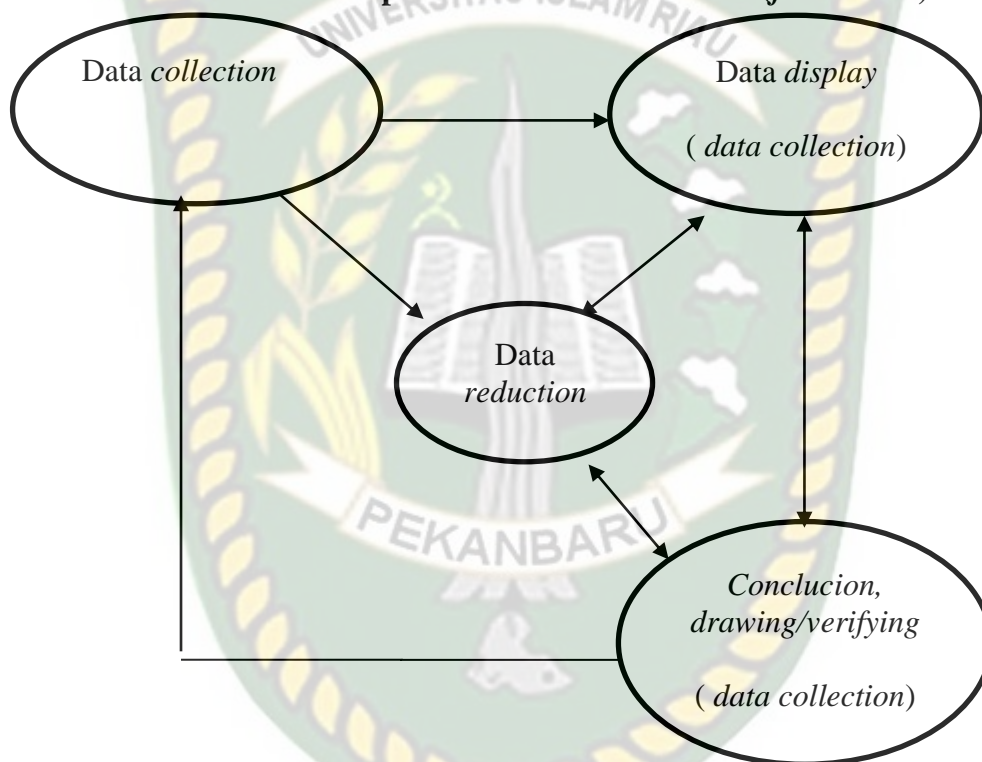 UNIVERSITAS ISLAM RIAU
Data collection
Data display
( data collection)
Data
reduction
PEKANBARU
Conclucion,
drawing/verifying
( data collection)